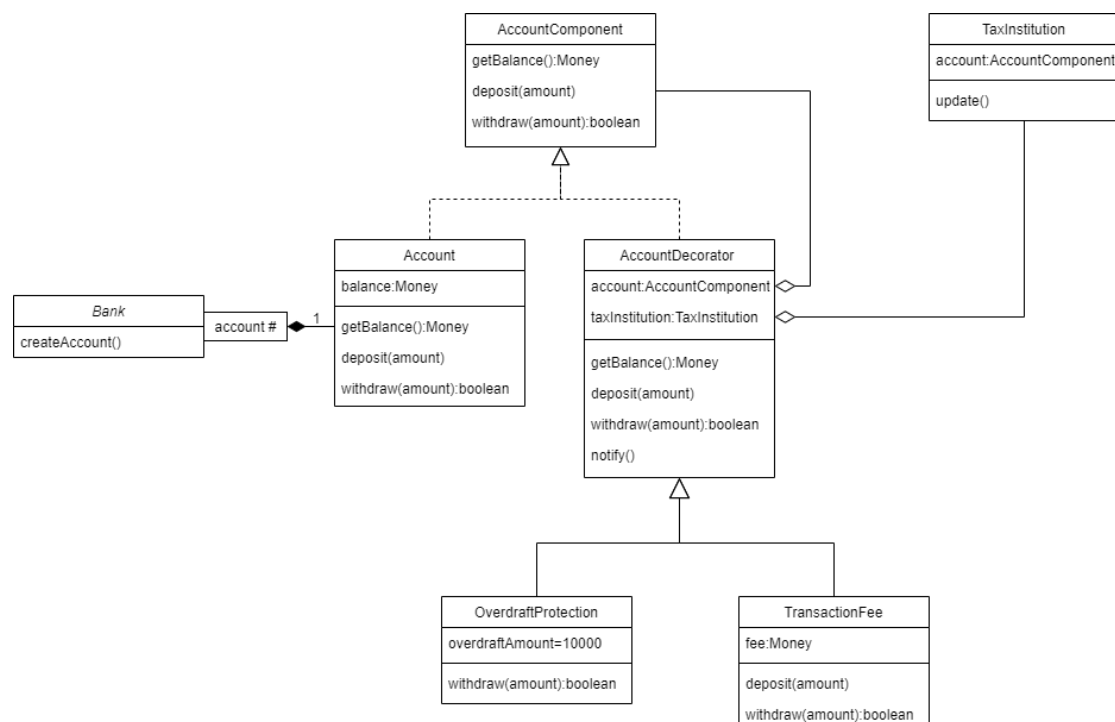 AccountComponent
getBalance():Money
deposit(amount)
withdraw(amount):boolean
TaxInstitution
account:AccountComponent
update()
Account
balance:Money
getBalance():Money
deposit(amount)
withdraw(amount):boolean
AccountDecorator
account:AccountComponent
taxInstitution:TaxInstitution
getBalance():Money
deposit(amount)
withdraw(amount):boolean
notify()
Bank
createAccount()
account #
1
OverdraftProtection
overdraftAmount=10000
withdraw(amount):boolean
TransactionFee
fee:Money
deposit(amount)
withdraw(amount):boolean